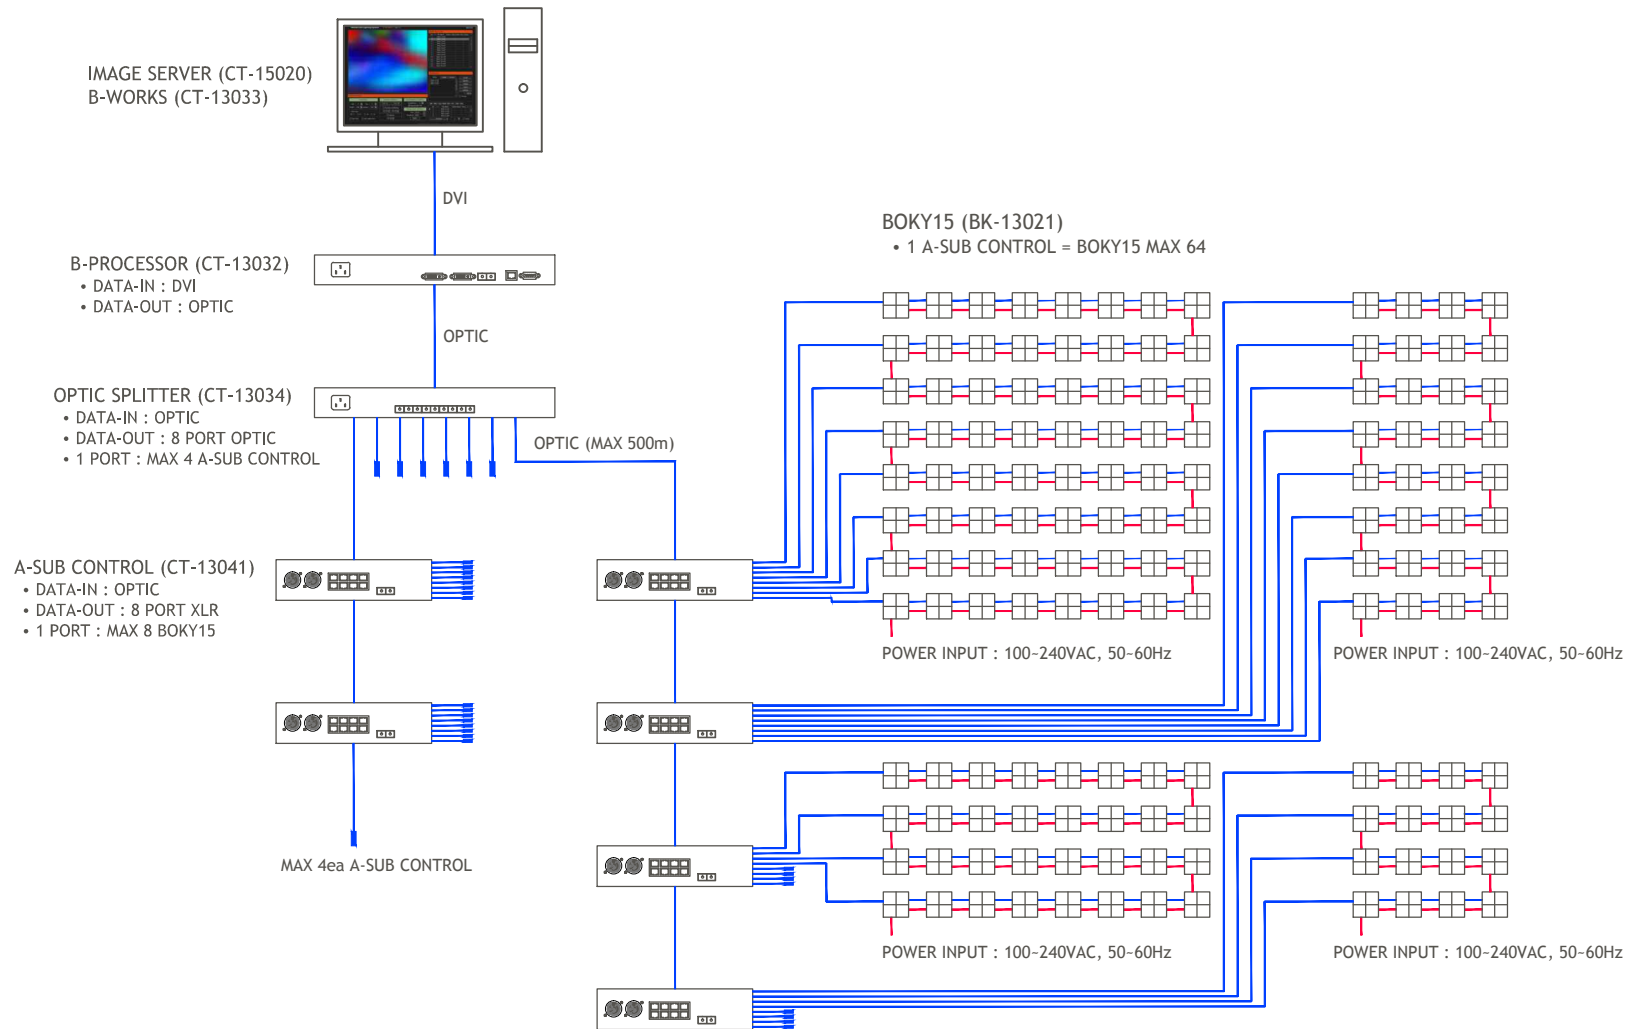 IMAGE SERVER (CT-15020)
B-WORKS (CT-13033)
DVI
BOKY15 (BK-13021)
• 1 A-SUB CONTROL = BOKY15 MAX 64
B-PROCESSOR (CT-13032)
• DATA-IN : DVI
• DATA-OUT : OPTIC
OPTIC
OPTIC SPLITTER (CT-13034)
• DATA-IN : OPTIC
• DATA-OUT : 8 PORT OPTIC
• 1 PORT : MAX 4 A-SUB CONTROL
OPTIC (MAX 500m)
A-SUB CONTROL (CT-13041)
• DATA-IN : OPTIC
• DATA-OUT : 8 PORT XLR
• 1 PORT : MAX 8 BOKY15
POWER INPUT : 100~240VAC, 50~60Hz
POWER INPUT : 100~240VAC, 50~60Hz
MAX 4ea A-SUB CONTROL
POWER INPUT : 100~240VAC, 50~60Hz
POWER INPUT : 100~240VAC, 50~60Hz